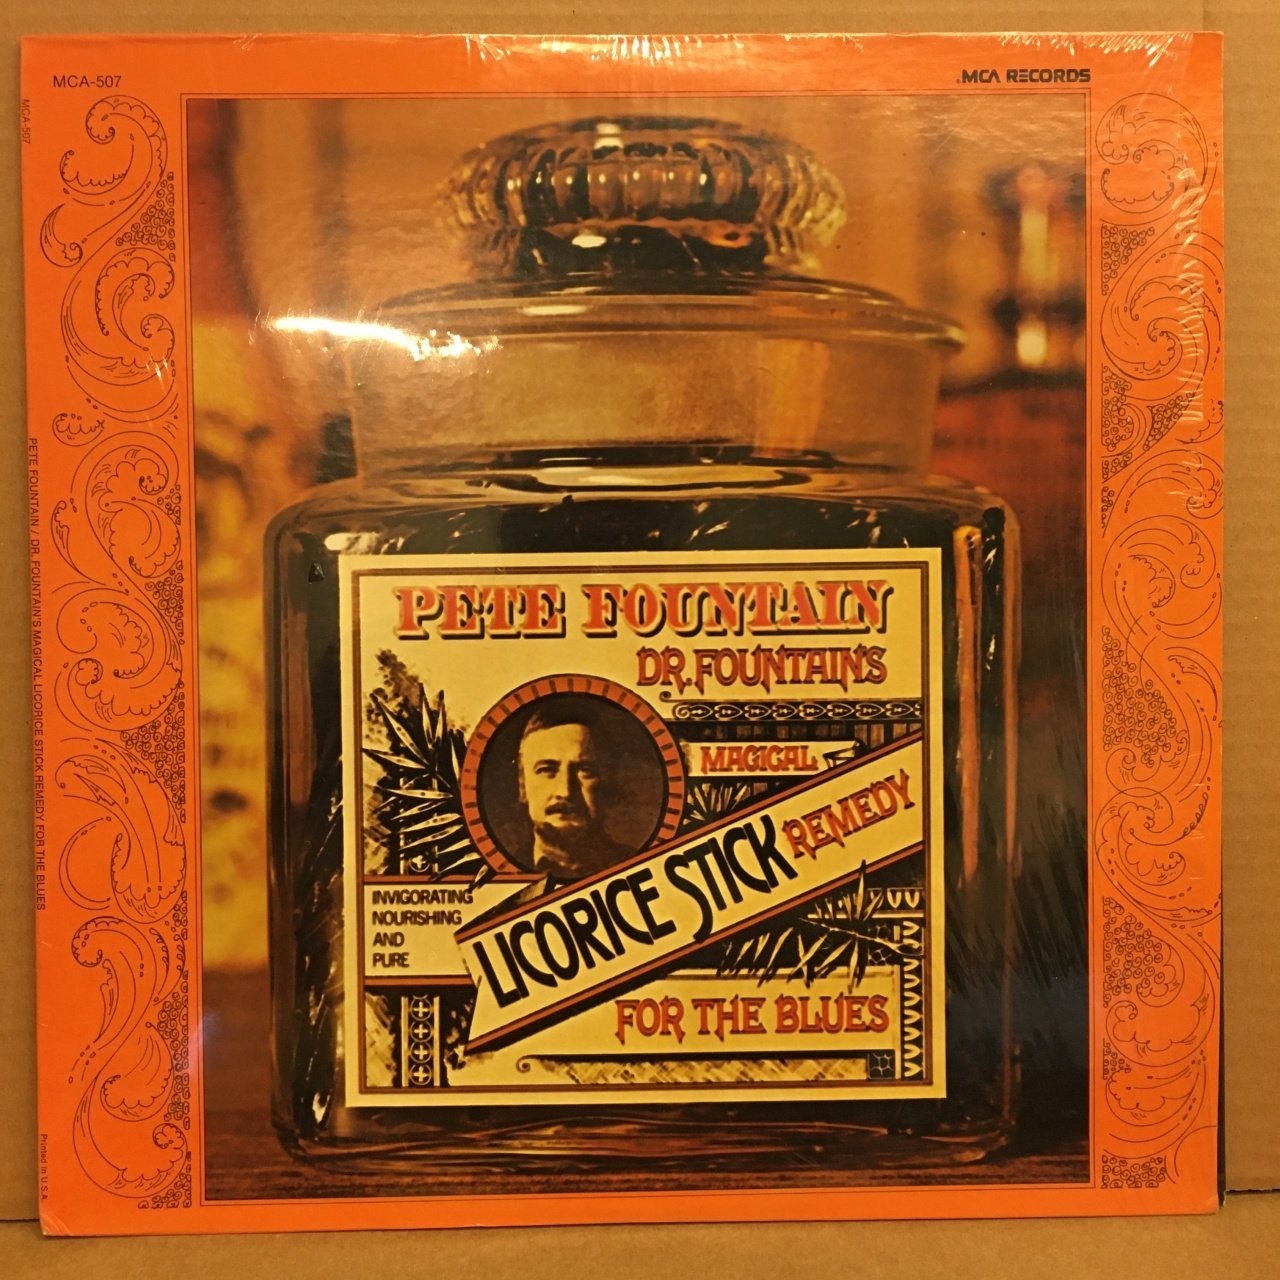 MCA-507
MCA RECORDS
MCA-507
PETE FOUNTAIN / DR. FOUNTAIN'S MAGICAL LICORICE STICK REMEDY FOR THE BLUES
Printed In U.S.A.
PETE FOUNTAIN
DR. FOUNTAIN'S
MAGICAL
LICORICE STICK REMEDY
INVIGORATING
NOURISHING
AND
PURE
FOR THE BLUES